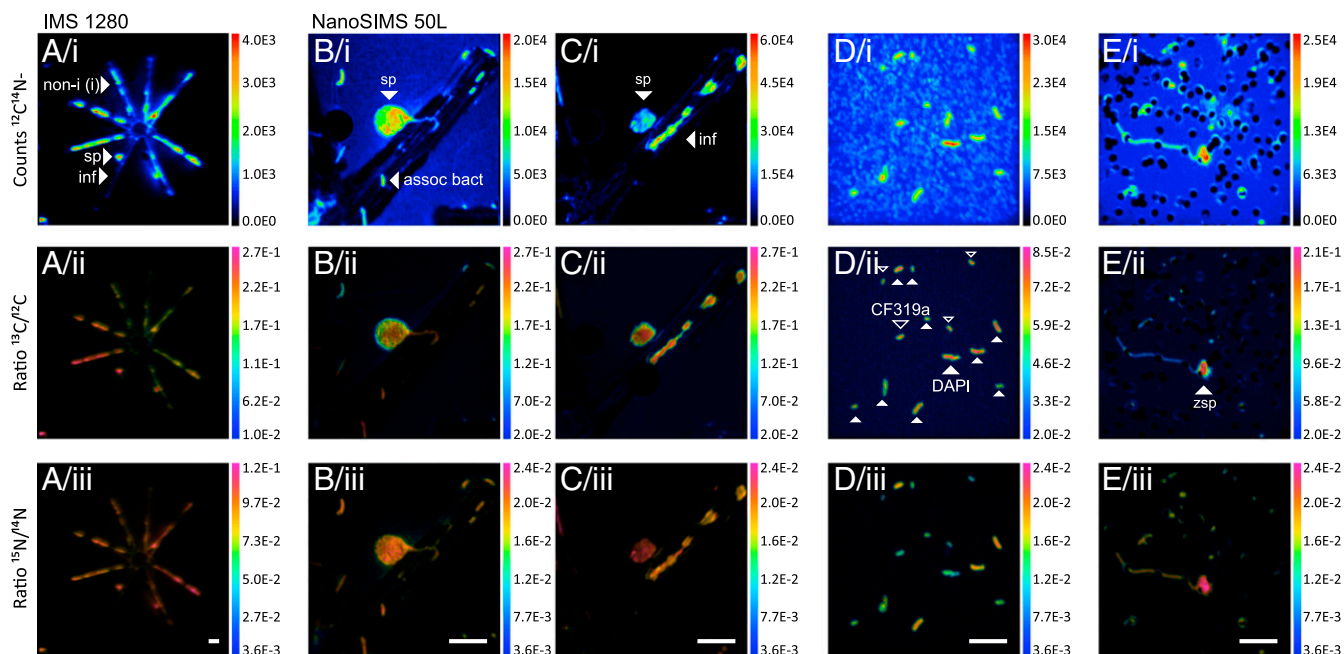 IMS 1280
NanoSIMS 50L
Counts ¹²C¹⁴N-
A/i
non-i (i)
sp
inf
4.0E3
3.0E3
2.0E3
1.0E3
0.0E0
B/i
sp
assoc bact
2.0E4
1.5E4
1.0E4
5.0E3
0.0E0
C/i
sp
inf
6.0E4
4.5E4
3.0E4
1.5E4
0.0E0
D/i
3.0E4
2.3E4
1.5E4
7.5E3
0.0E0
E/i
2.5E4
1.9E4
1.3E4
6.3E3
0.0E0
Ratio ¹³C/¹²C
A/ii
2.7E-1
2.2E-1
1.7E-1
1.1E-1
6.2E-2
1.0E-2
B/ii
2.7E-1
2.2E-1
1.7E-1
1.2E-1
7.0E-2
2.0E-2
C/ii
2.7E-1
2.2E-1
1.7E-1
1.2E-1
7.0E-2
2.0E-2
D/ii
CF319a
DAPI
8.5E-2
7.2E-2
5.9E-2
4.6E-2
3.3E-2
2.0E-2
E/ii
zsp
2.1E-1
1.7E-1
1.3E-1
9.6E-2
5.8E-2
2.0E-2
Ratio ¹⁵N/¹⁴N
A/iii
1.2E-1
9.7E-2
7.3E-2
5.0E-2
2.7E-2
3.6E-3
B/iii
2.4E-2
2.0E-2
1.6E-2
1.2E-2
7.7E-3
3.6E-3
C/iii
2.4E-2
2.0E-2
1.6E-2
1.2E-2
7.7E-3
3.6E-3
D/iii
2.4E-2
2.0E-2
1.6E-2
1.2E-2
7.7E-3
3.6E-3
E/iii
2.4E-2
2.0E-2
1.6E-2
1.2E-2
7.7E-3
3.6E-3